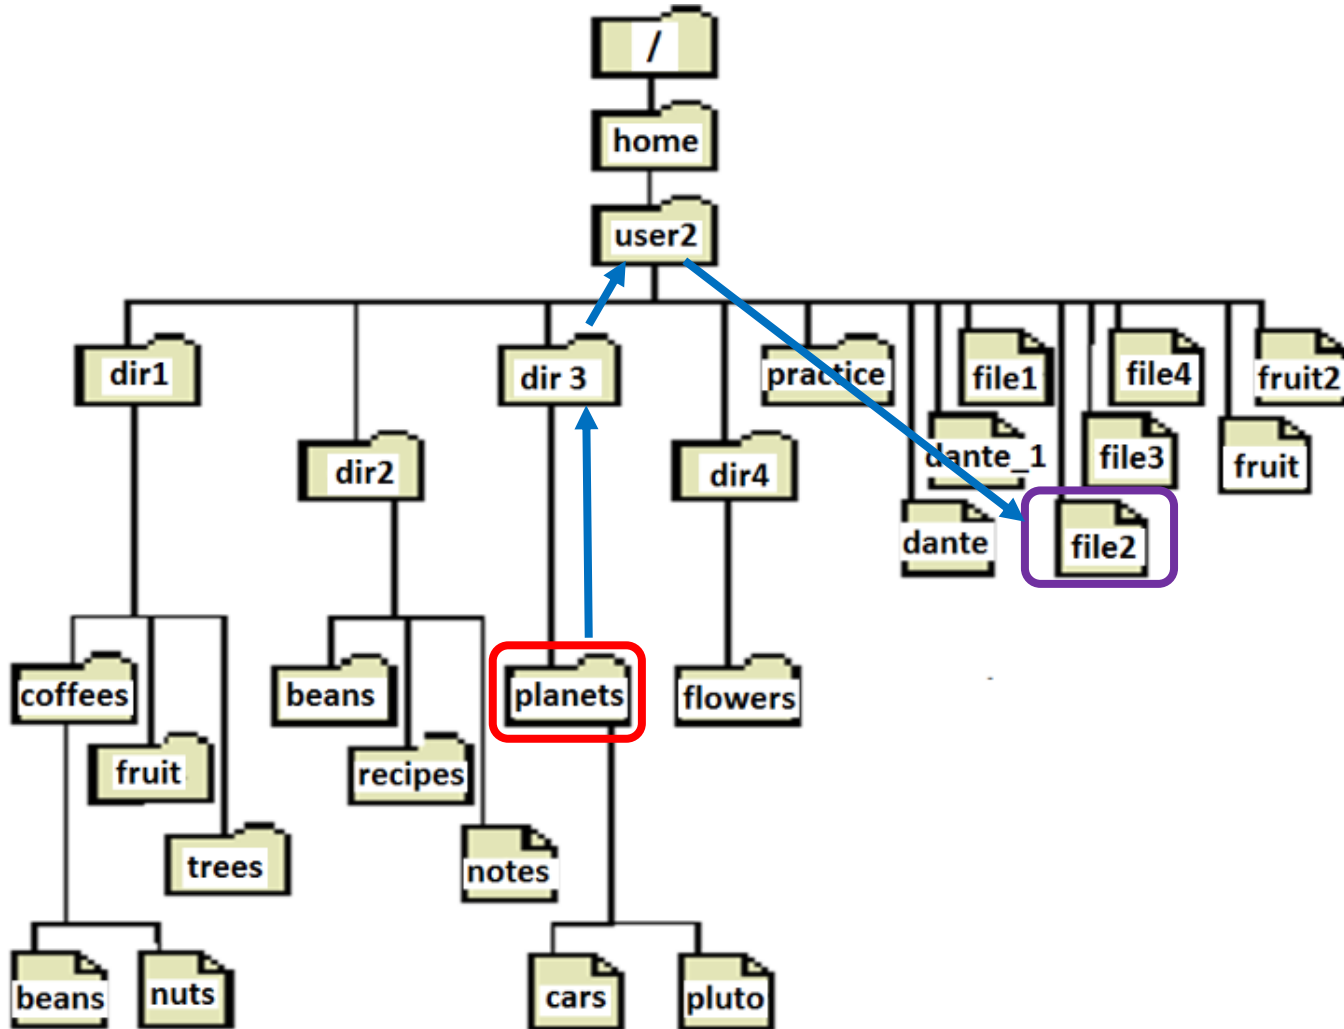 /
home
user2
dir1
dir 3
practice
file1
file4
fruit2
dir2
dir4
dante_1
file3
fruit
dante
file2
coffees
beans
planets
flowers
fruit
recipes
trees
notes
beans
nuts
cars
pluto